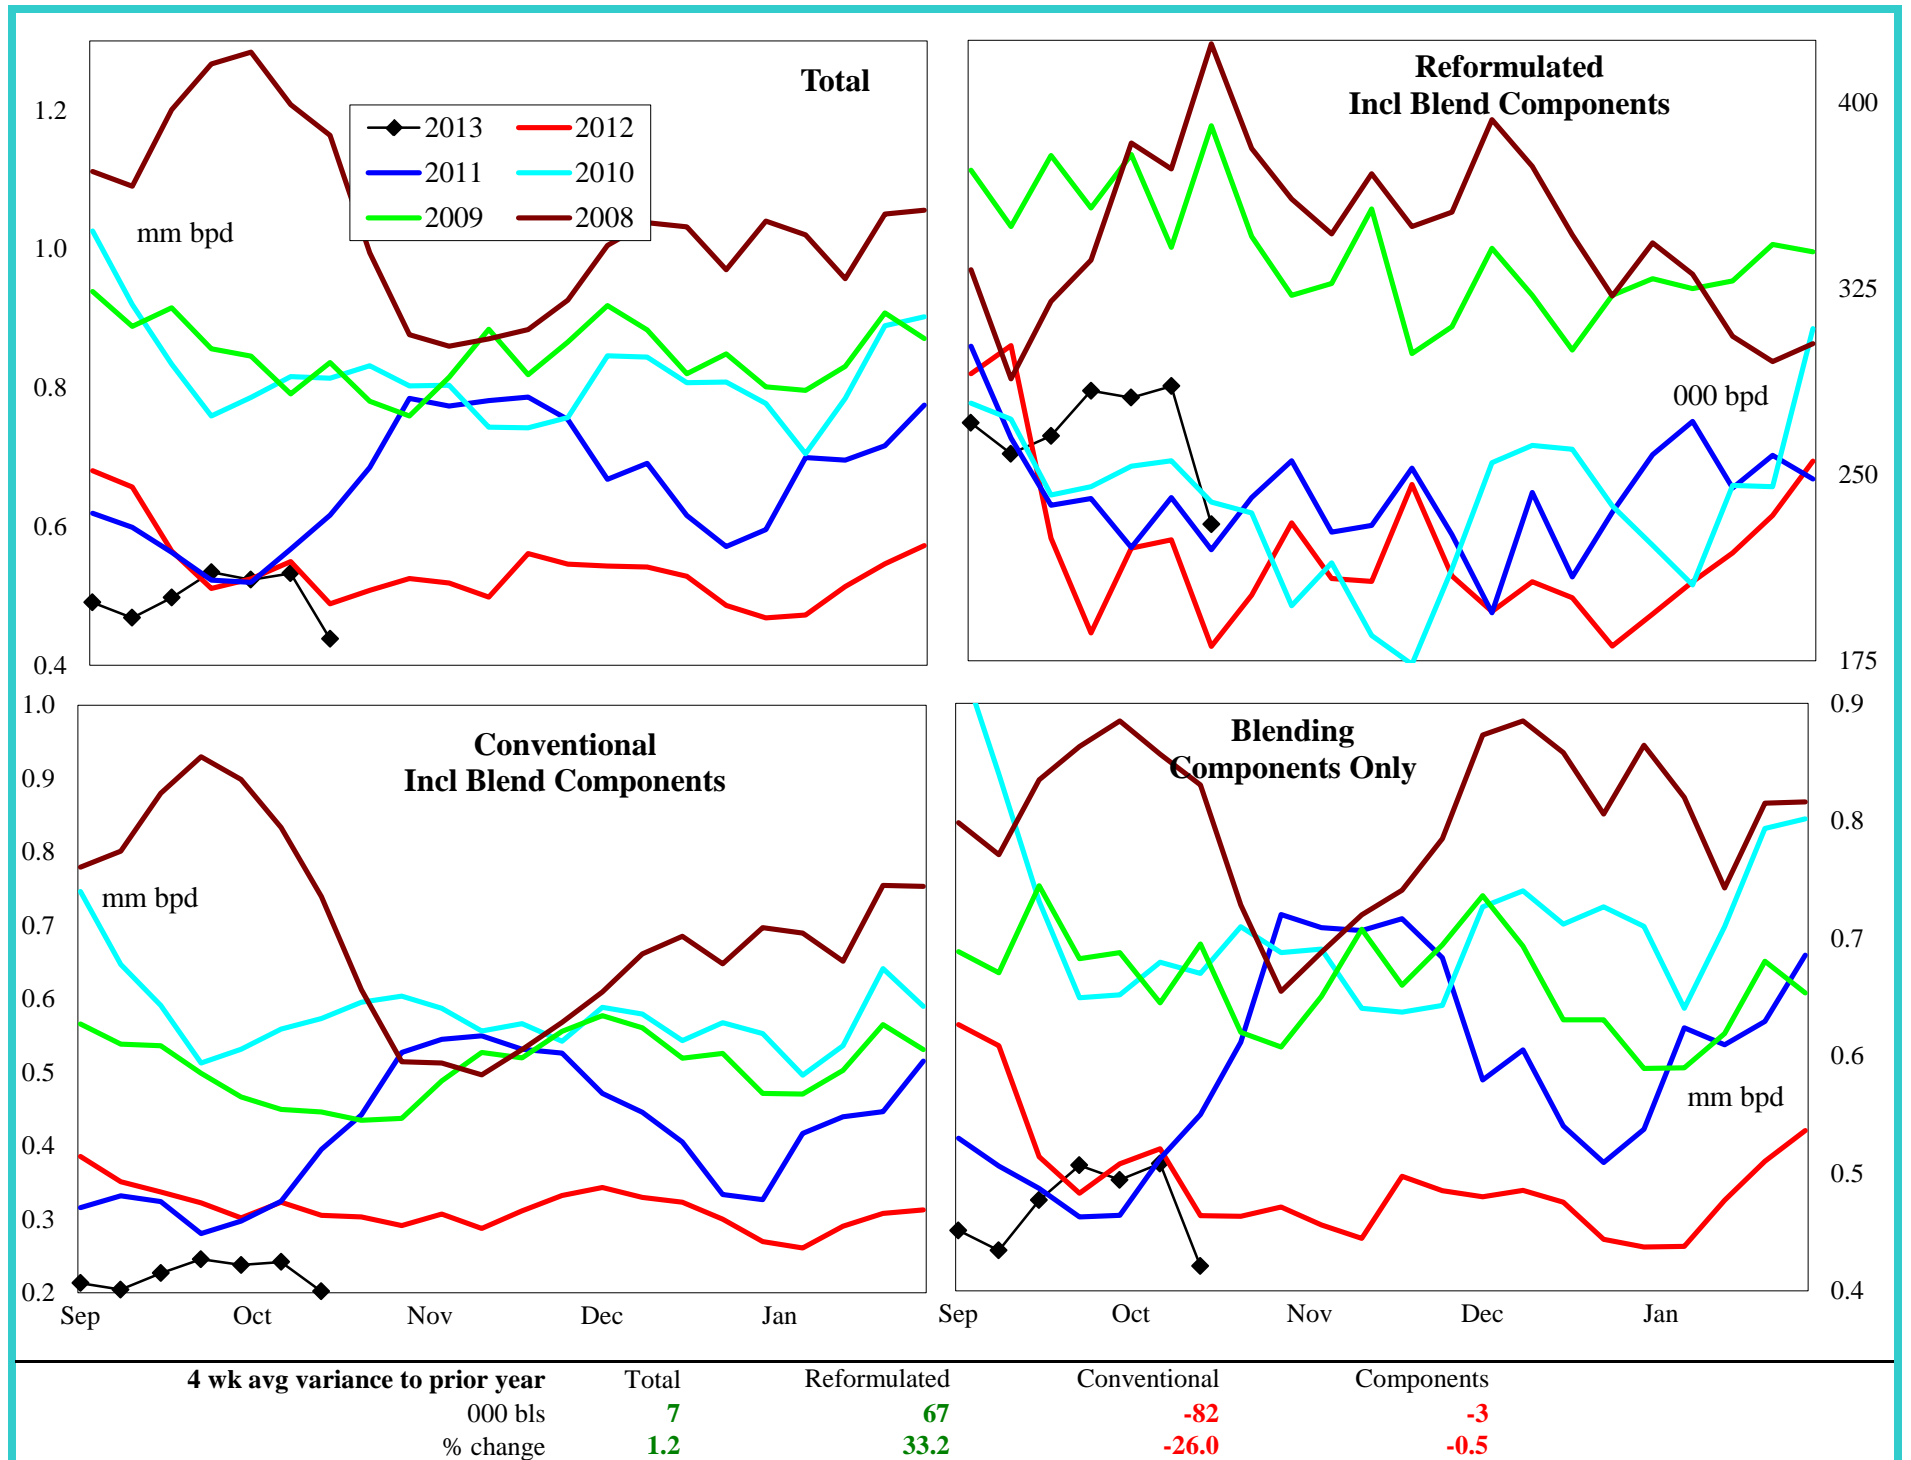 Total
1.2
1.0
0.8
0.6
0.4
mm bpd
2013 2012
2011 2010
2009 2008
Reformulated
Incl Blend Components
400
325
250
175
000 bpd
Conventional
Incl Blend Components
1.0
0.9
0.8
0.7
0.6
0.5
0.4
0.3
0.2
mm bpd
Sep Oct Nov Dec Jan
Blending
Components Only
0.9
0.8
0.7
0.6
0.5
0.4
mm bpd
Sep Oct Nov Dec Jan
4 wk avg variance to prior year Total Reformulated Conventional Components
000 bls 7 67 -82 -3
% change 1.2 33.2 -26.0 -0.5